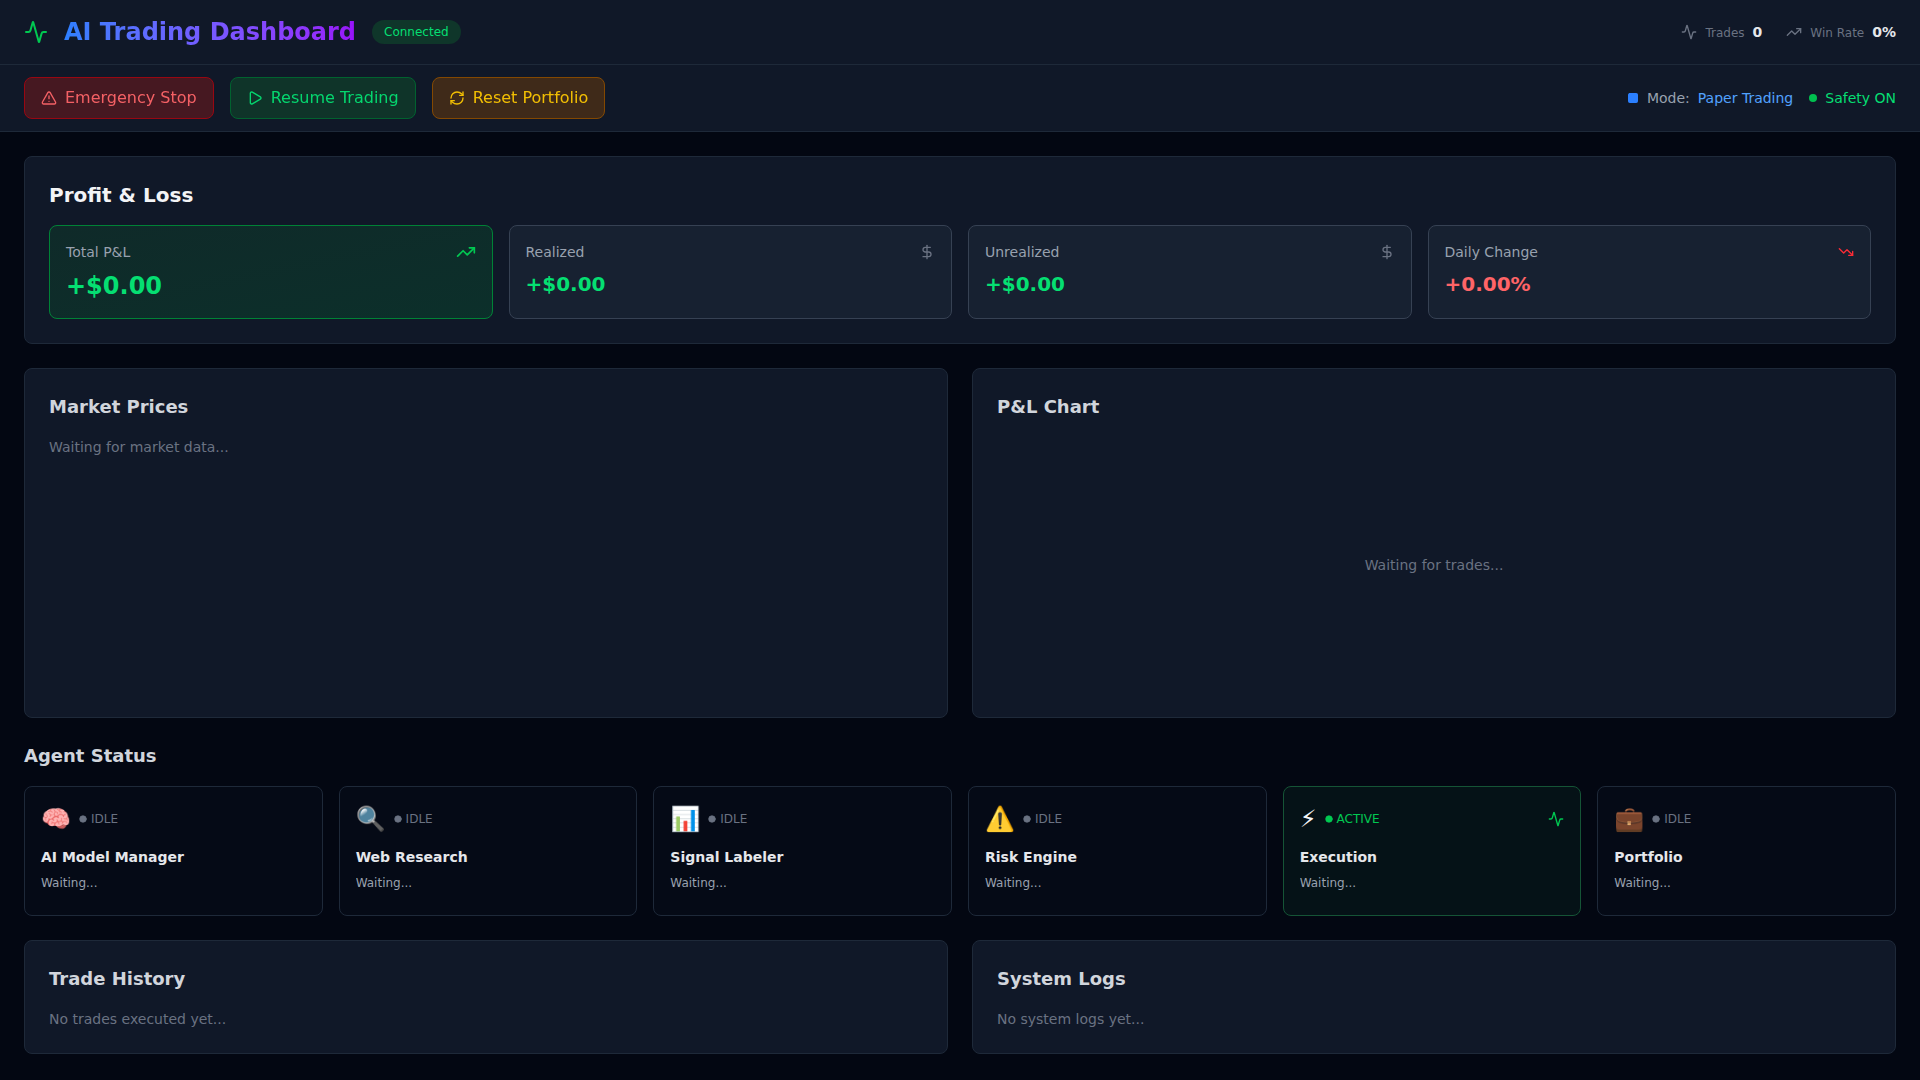 AI Trading Dashboard
Connected
Trades 0
Win Rate 0%
Emergency Stop
Resume Trading
Reset Portfolio
Mode: Paper Trading
Safety ON
Profit & Loss
Total P&L
+$0.00
Realized
$
+$0.00
Unrealized
$
+$0.00
Daily Change
+0.00%
Market Prices
Waiting for market data...
P&L Chart
Waiting for trades...
Agent Status
IDLE
AI Model Manager
Waiting...
IDLE
Web Research
Waiting...
IDLE
Signal Labeler
Waiting...
IDLE
Risk Engine
Waiting...
ACTIVE
Execution
Waiting...
IDLE
Portfolio
Waiting...
Trade History
No trades executed yet...
System Logs
No system logs yet...